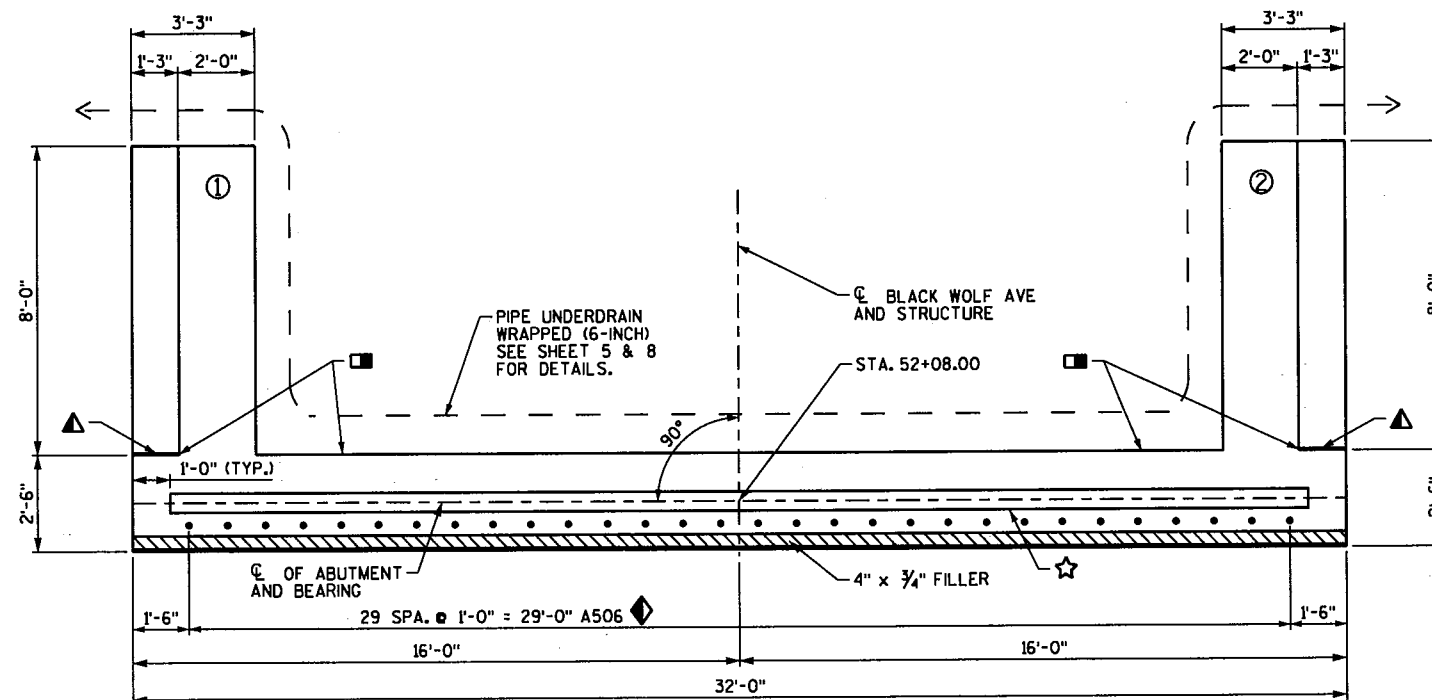 3'-3"
3'-3"
1'-3"
2'-0"
2'-0"
1'-3"
①
②
8'-0"
PIPE UNDERDRAIN
WRAPPED (6-INCH)
SEE SHEET 5 & 8
FOR DETAILS.
℄ BLACK WOLF AVE
AND STRUCTURE
STA. 52+08.00
90°
1'-0" (TYP.)
2'-6"
℄ OF ABUTMENT
AND BEARING
4" x ¾" FILLER
1'-6"
29 SPA. @ 1'-0" = 29'-0" A506
1'-6"
16'-0"
16'-0"
32'-0"